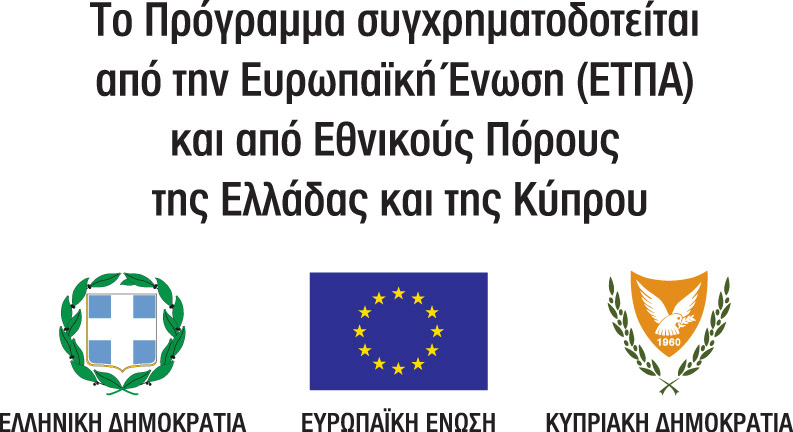 Το Πρόγραμμα συγχρηματοδοτείται
από την Ευρωπαϊκή Ένωση (ΕΤΠΑ)
και από Εθνικούς Πόρους
της Ελλάδας και της Κύπρου
1960
ΕΛΛΗΝΙΚΗ ΔΗΜΟΚΡΑΤΙΑ ΕΥΡΩΠΑΪΚΗ ΕΝΩΣΗ ΚΥΠΡΙΑΚΗ ΔΗΜΟΚΡΑΤΙΑ